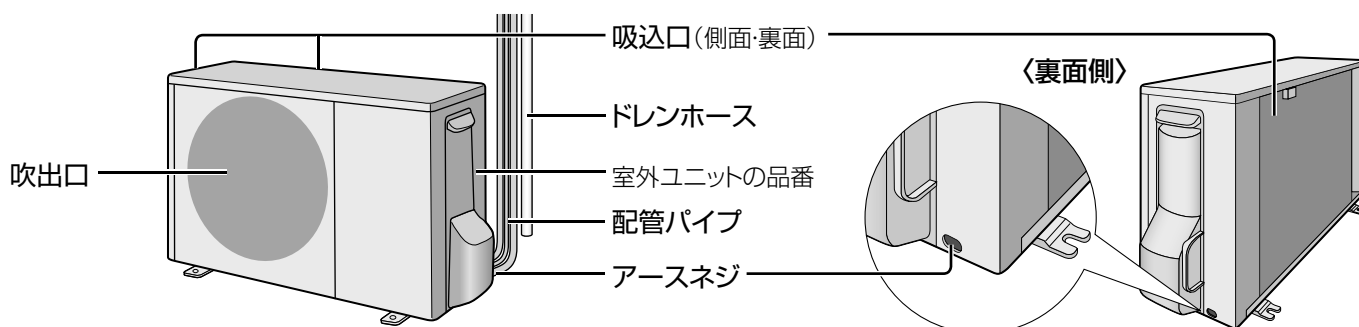 吸込口(側面·裏面)
〈裏面側〉
ドレンホース
吹出口
室外ユニットの品番
配管パイプ
アースネジ